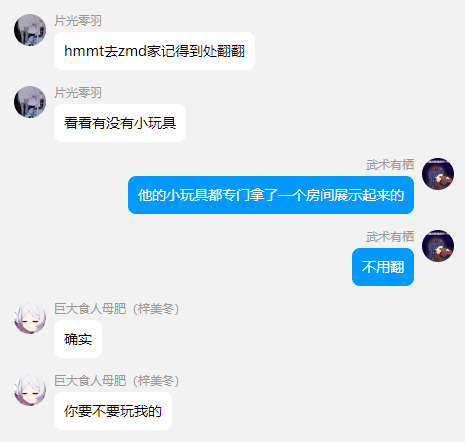 片光零羽
hmmt去zmd家记得到处翻翻
片光零羽
看看有没有小玩具
武术有栖
他的小玩具都专门拿了一个房间展示起来的
武术有栖
不用翻
巨大食人母肥（梓美冬）
确实
巨大食人母肥（梓美冬）
你要不要玩我的